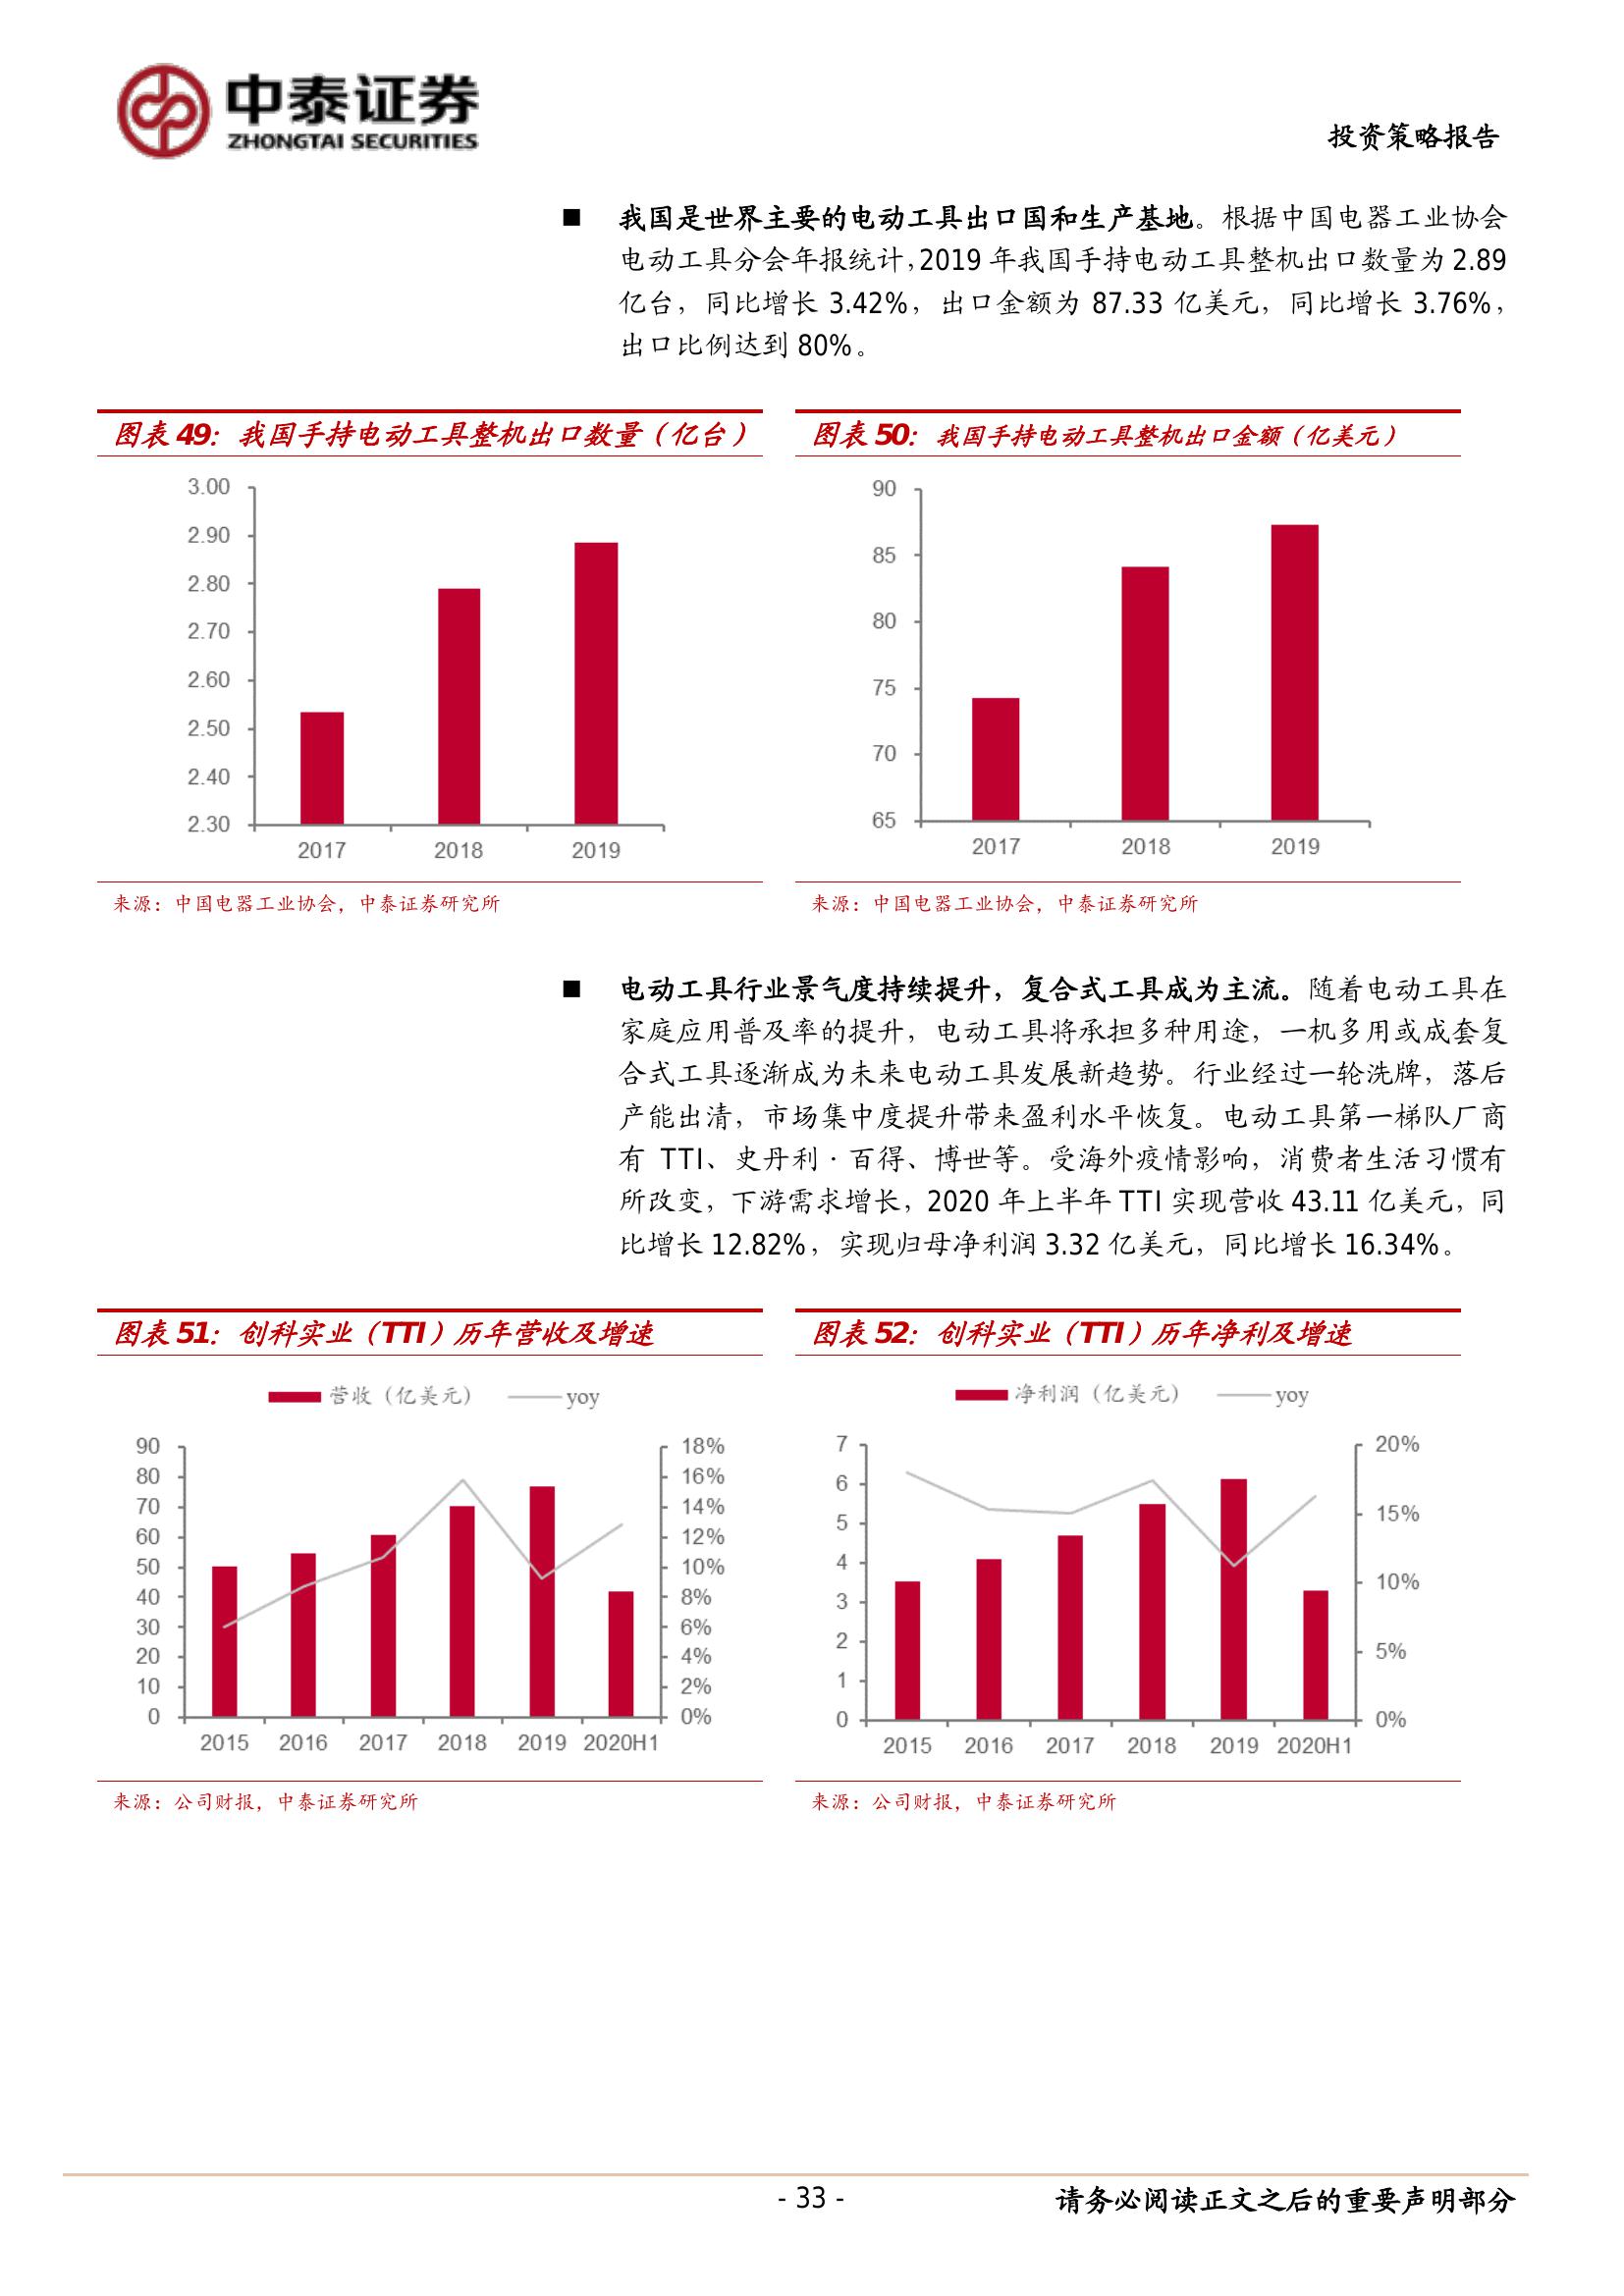 中泰证券
ZHONGTAI SECURITIES
投资策略报告
■ 我国是世界主要的电动工具出口国和生产基地。根据中国电器工业协会
电动工具分会年报统计，2019 年我国手持电动工具整机出口数量为 2.89
亿台，同比增长 3.42%，出口金额为 87.33 亿美元，同比增长 3.76%，
出口比例达到 80%。
图表 49：我国手持电动工具整机出口数量（亿台）
3.00
2.90
2.80
2.70
2.60
2.50
2.40
2.30
2017 2018 2019
来源：中国电器工业协会，中泰证券研究所
图表 50：我国手持电动工具整机出口金额（亿美元）
90
85
80
75
70
65
2017 2018 2019
来源：中国电器工业协会，中泰证券研究所
■ 电动工具行业景气度持续提升，复合式工具成为主流。随着电动工具在
家庭应用普及率的提升，电动工具将承担多种用途，一机多用或成套复
合式工具逐渐成为未来电动工具发展新趋势。行业经过一轮洗牌，落后
产能出清，市场集中度提升带来盈利水平恢复。电动工具第一梯队厂商
有 TTI、史丹利·百得、博世等。受海外疫情影响，消费者生活习惯有
所改变，下游需求增长，2020 年上半年 TTI 实现营收 43.11 亿美元，同
比增长 12.82%，实现归母净利润 3.32 亿美元，同比增长 16.34%。
图表 51：创科实业（TTI）历年营收及增速
营收（亿美元） yoy
90 18%
80 16%
70 14%
60 12%
50 10%
40 8%
30 6%
20 4%
10 2%
0 0%
2015 2016 2017 2018 2019 2020H1
来源：公司财报，中泰证券研究所
图表 52：创科实业（TTI）历年净利及增速
净利润（亿美元） yoy
7 20%
6
5 15%
4
3 10%
2
1 5%
0 0%
2015 2016 2017 2018 2019 2020H1
来源：公司财报，中泰证券研究所
- 33 -
请务必阅读正文之后的重要声明部分